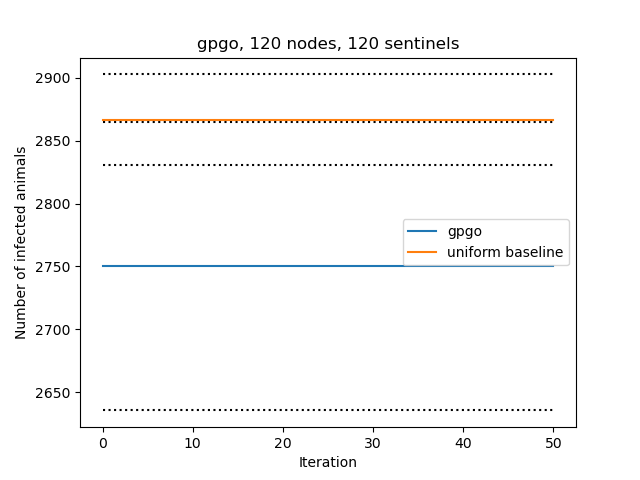 gpgo, 120 nodes, 120 sentinels
2900
2850
2800
2750
2700
2650
Number of infected animals
gpgo
uniform baseline
0
10
20
30
40
50
Iteration